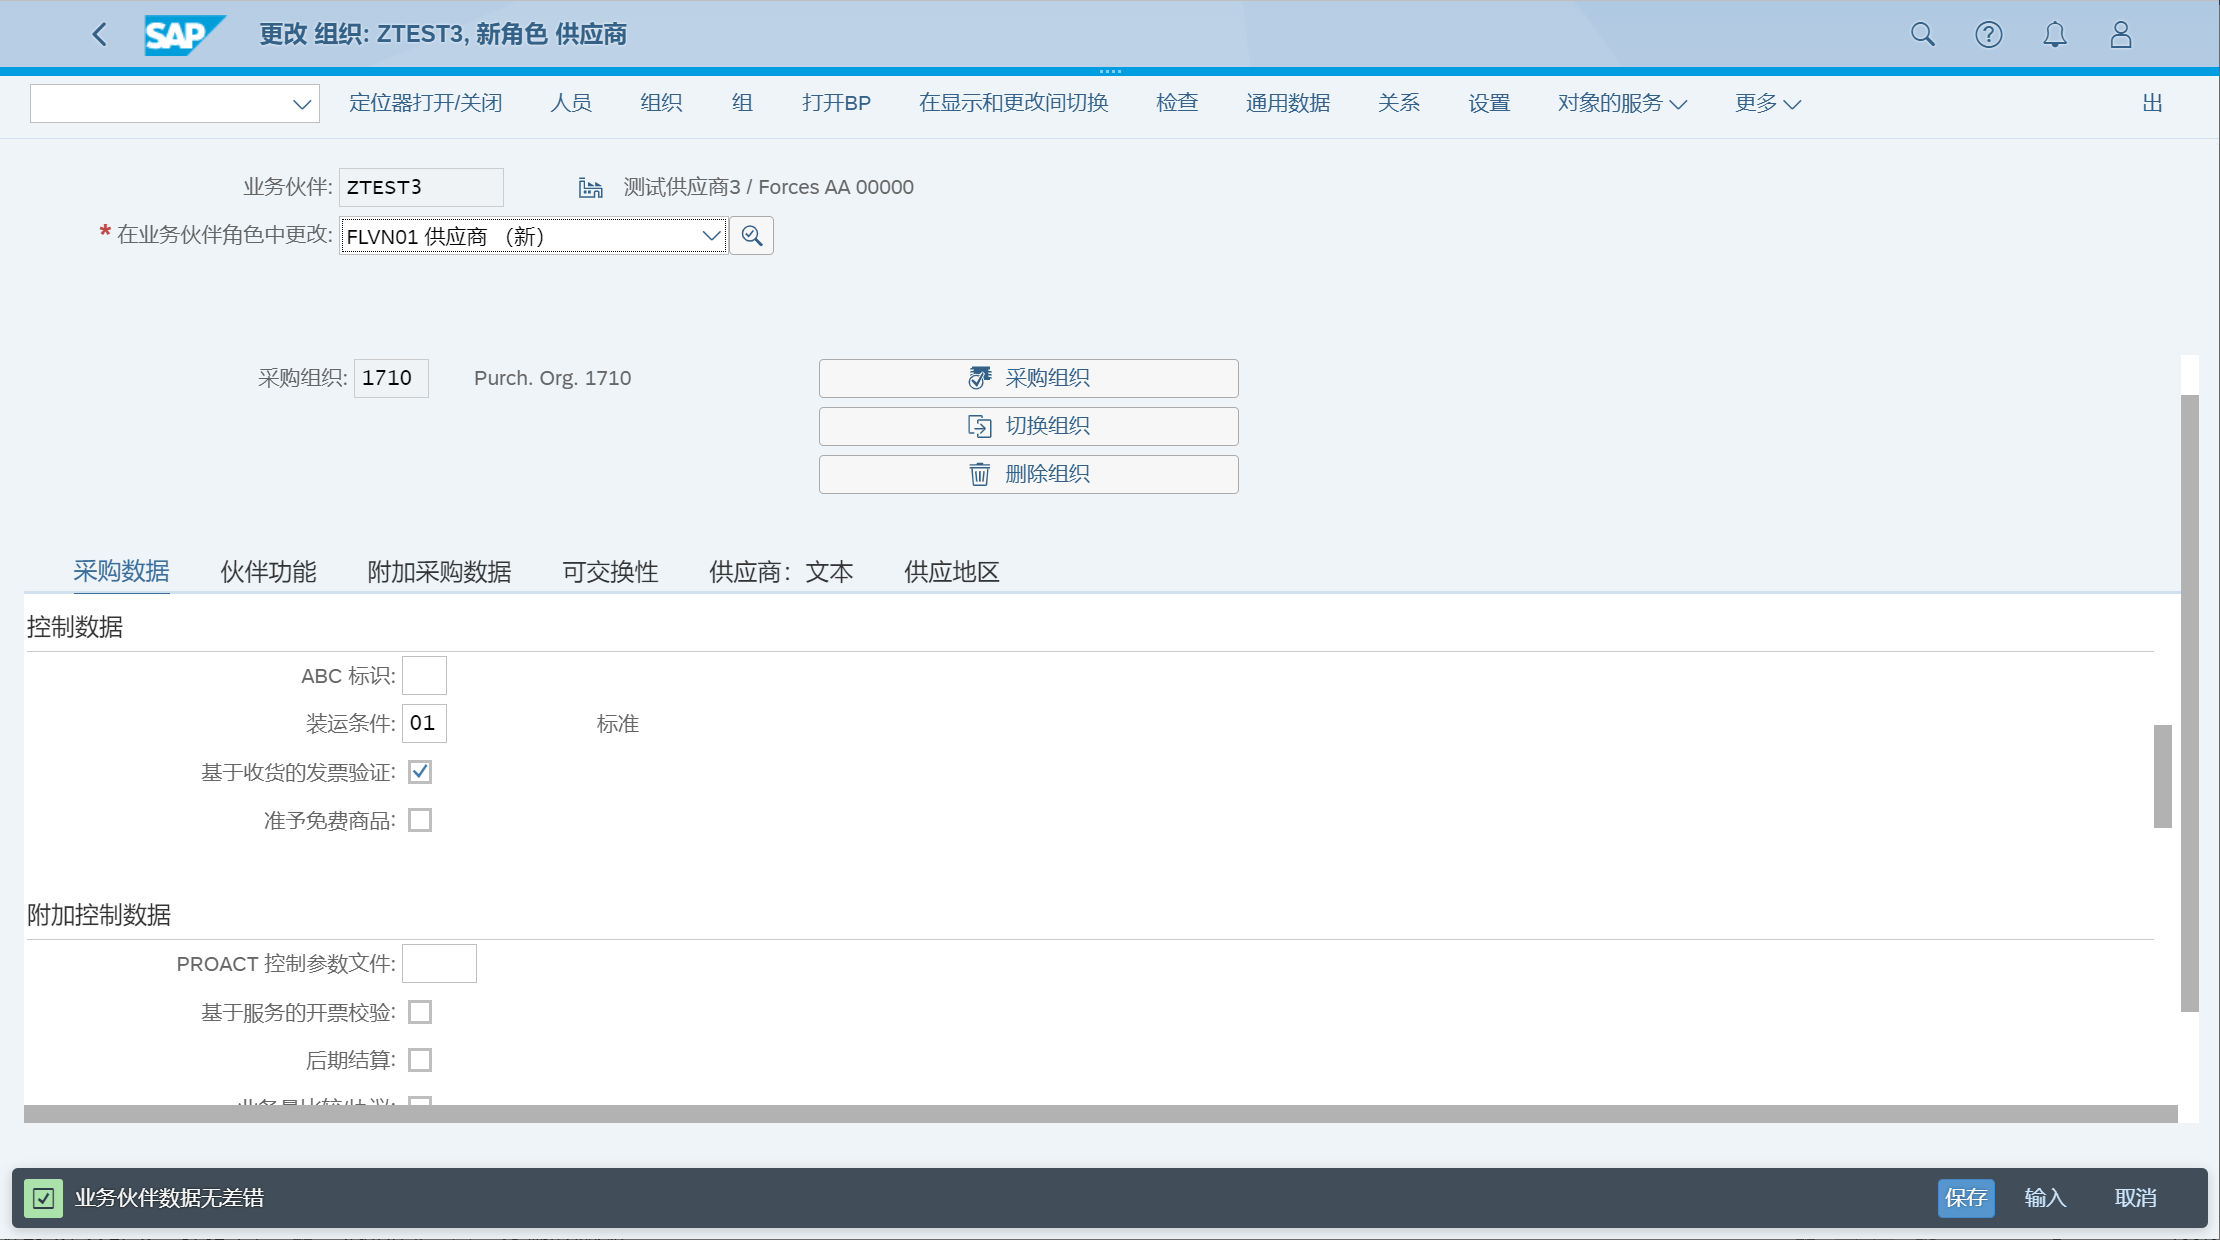 SAP 更改 组织: ZTEST3, 新角色 供应商
定位器打开/关闭 人员 组织 组 打开BP 在显示和更改间切换 检查 通用数据 关系 设置 对象的服务 更多 出
业务伙伴: ZTEST3 测试供应商3 / Forces AA 00000
* 在业务伙伴角色中更改: FLVN01 供应商 （新）
采购组织: 1710 Purch. Org. 1710 采购组织
切换组织
删除组织
采购数据 伙伴功能 附加采购数据 可交换性 供应商：文本 供应地区
控制数据
ABC 标识:
装运条件: 01 标准
基于收货的发票验证:
准予免费商品:
附加控制数据
PROACT 控制参数文件:
基于服务的开票校验:
后期结算:
业务伙伴数据无差错 保存 输入 取消